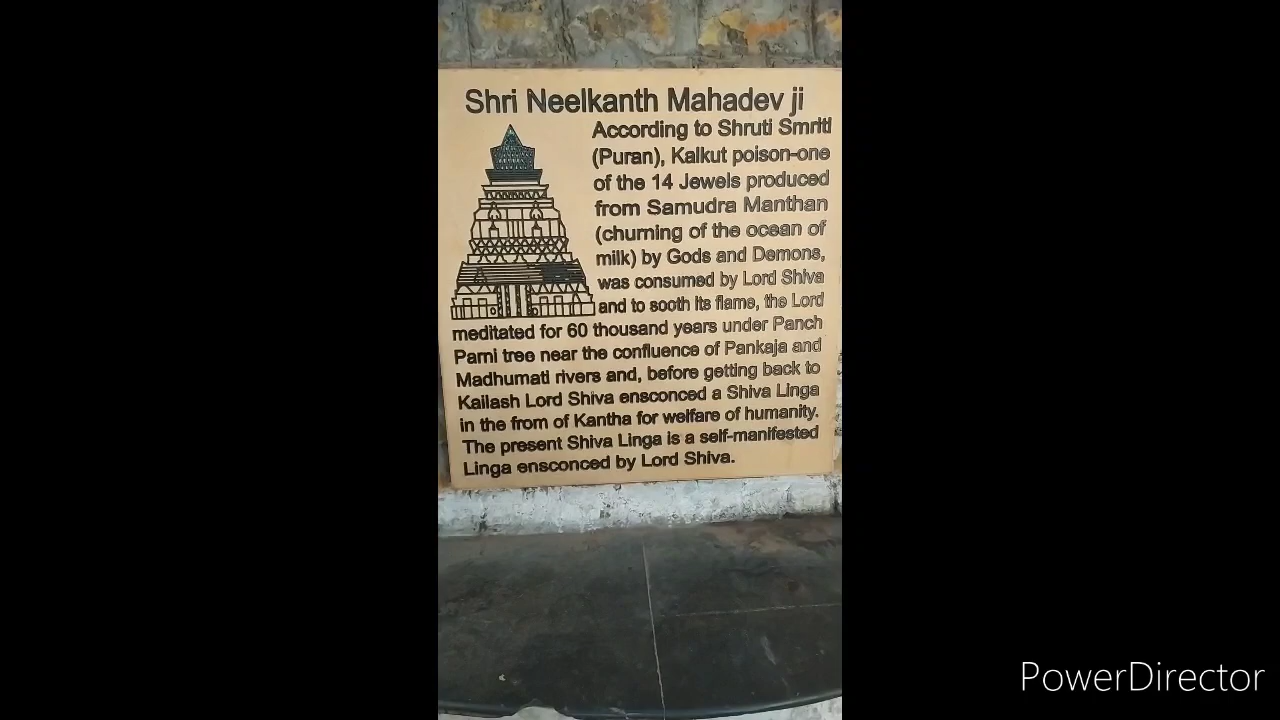 Shri Neelkanth Mahadev ji
According to Shruti Smriti
(Puran), Kalkut poison-one
of the 14 Jewels produced
from Samudra Manthan
(churning of the ocean of
milk) by Gods and Demons,
was consumed by Lord Shiva
and to sooth its flame, the Lord
meditated for 60 thousand years under Panch
Parni tree near the confluence of Pankaja and
Madhumati rivers and, before getting back to
Kailash Lord Shiva ensconced a Shiva Linga
in the from of Kantha for welfare of humanity.
The present Shiva Linga is a self-manifested
Linga ensconced by Lord Shiva.
PowerDirector